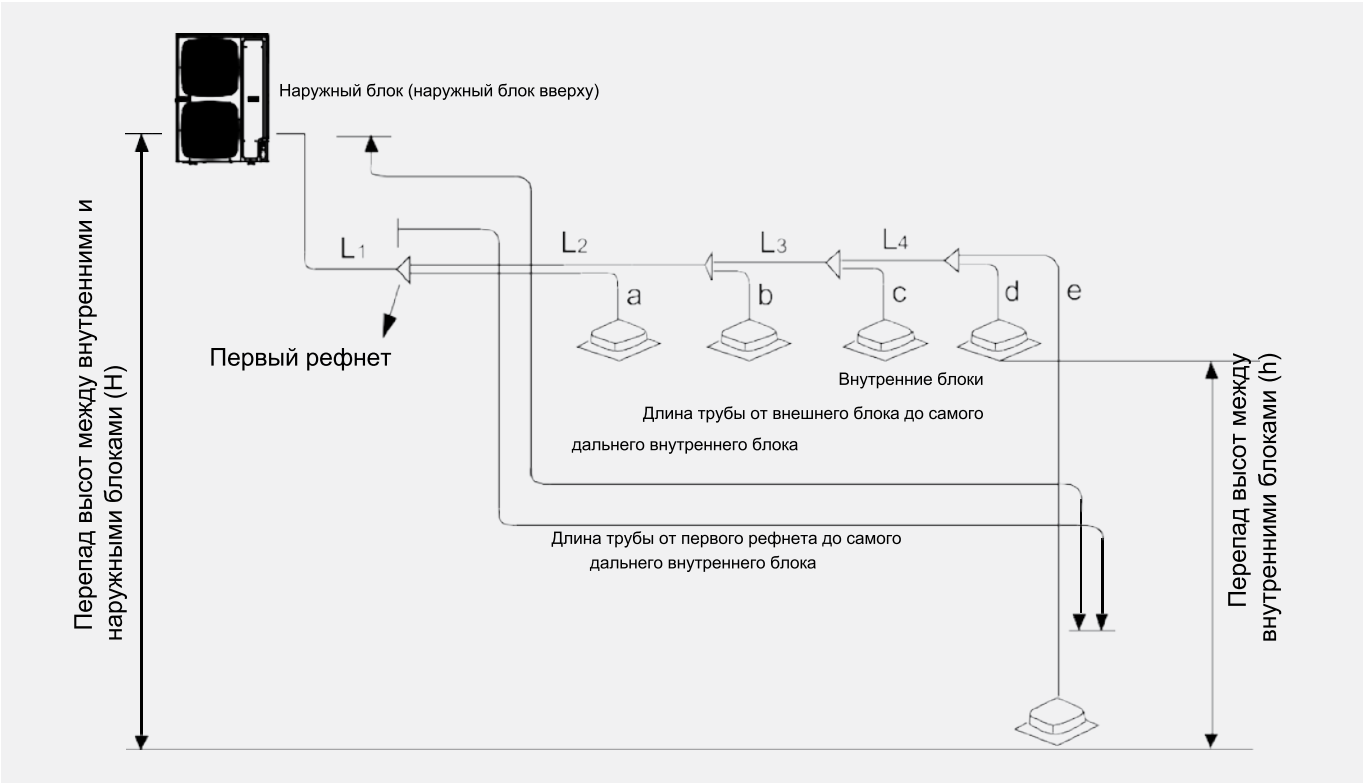 Наружный блок (наружный блок вверху)
L1
L2
L3
L4
a
b
c
d
e
Первый рефнет
Внутренние блоки
Длина трубы от внешнего блока до самого
дальнего внутреннего блока
Длина трубы от первого рефнета до самого
дальнего внутреннего блока
Перепад высот между внутренними и
наружными блоками (H)
Перепад высот между
внутренними блоками (h)